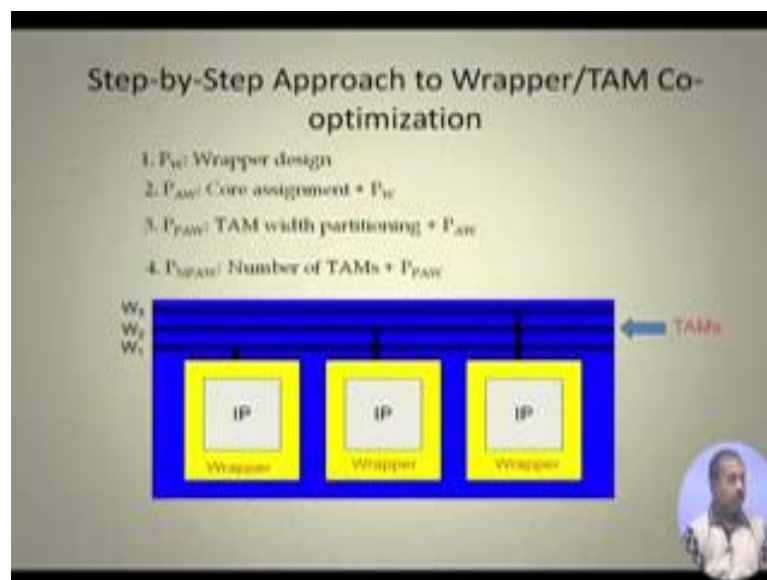 Step-by-Step Approach to Wrapper/TAM Co-
optimization
1. PW: Wrapper design
2. PAW: Core assignment + PW
3. PPAW: TAM width partitioning + PAW
4. PNPAW: Number of TAMs + PPAW
W3
W2
W1
TAMs
IP
IP
IP
Wrapper
Wrapper
Wrapper